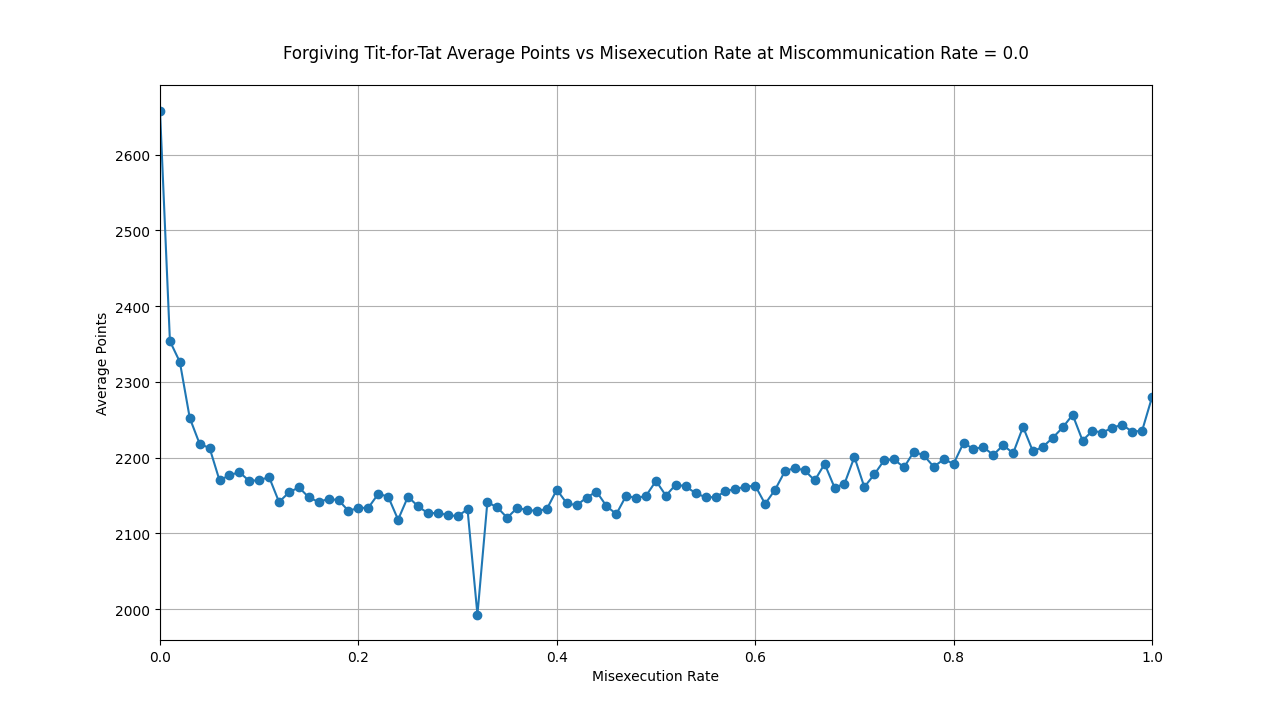 Forgiving Tit-for-Tat Average Points vs Misexecution Rate at Miscommunication Rate = 0.0
2600
2500
2400
2300
2200
2100
2000
Average Points
0.0 0.2 0.4 0.6 0.8 1.0
Misexecution Rate